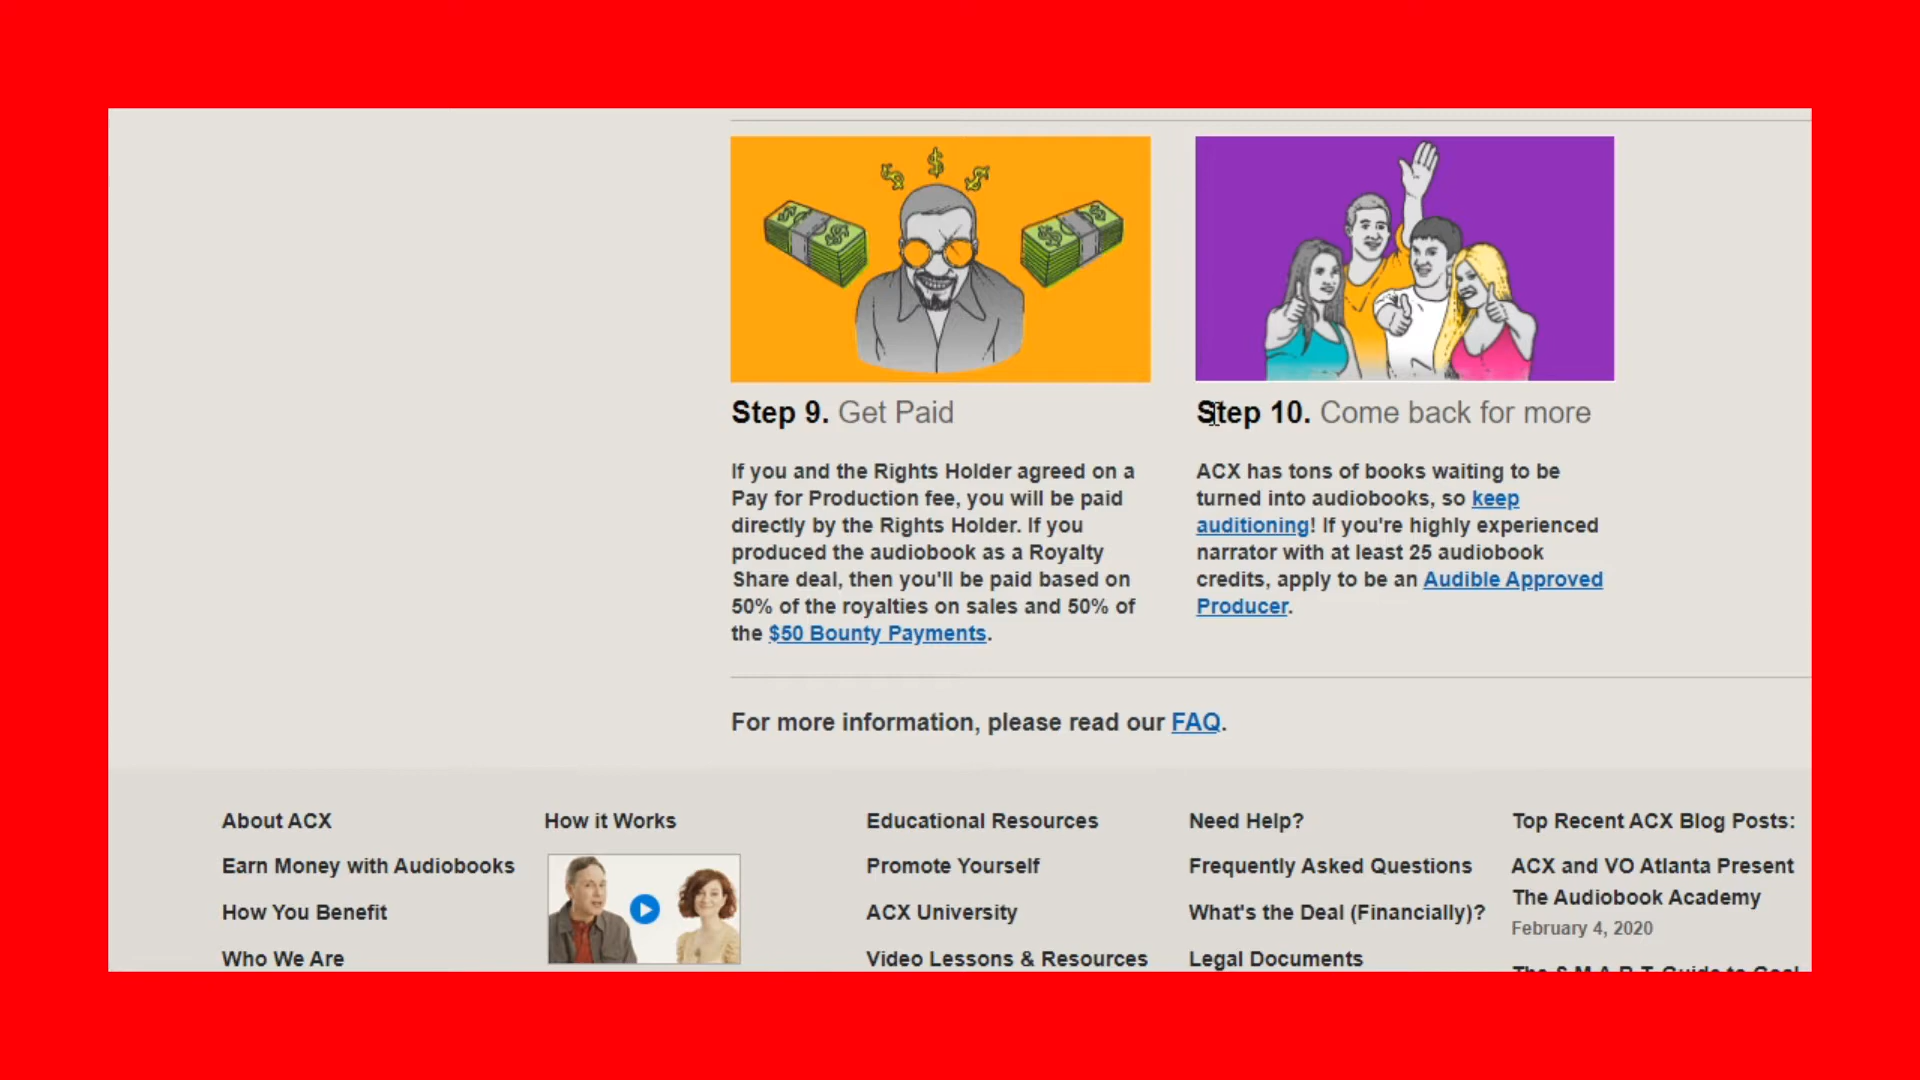 Step 9. Get Paid
If you and the Rights Holder agreed on a
Pay for Production fee, you will be paid
directly by the Rights Holder. If you
produced the audiobook as a Royalty
Share deal, then you'll be paid based on
50% of the royalties on sales and 50% of
the $50 Bounty Payments.
Step 10. Come back for more
ACX has tons of books waiting to be
turned into audiobooks, so keep
auditioning! If you're highly experienced
narrator with at least 25 audiobook
credits, apply to be an Audible Approved
Producer.
For more information, please read our FAQ.
About ACX
Earn Money with Audiobooks
How You Benefit
Who We Are
How it Works
Educational Resources
Promote Yourself
ACX University
Video Lessons & Resources
Need Help?
Frequently Asked Questions
What's the Deal (Financially)?
Legal Documents
Top Recent ACX Blog Posts:
ACX and VO Atlanta Present
The Audiobook Academy
February 4, 2020
The S.M.A.R.T. Guide to Goal